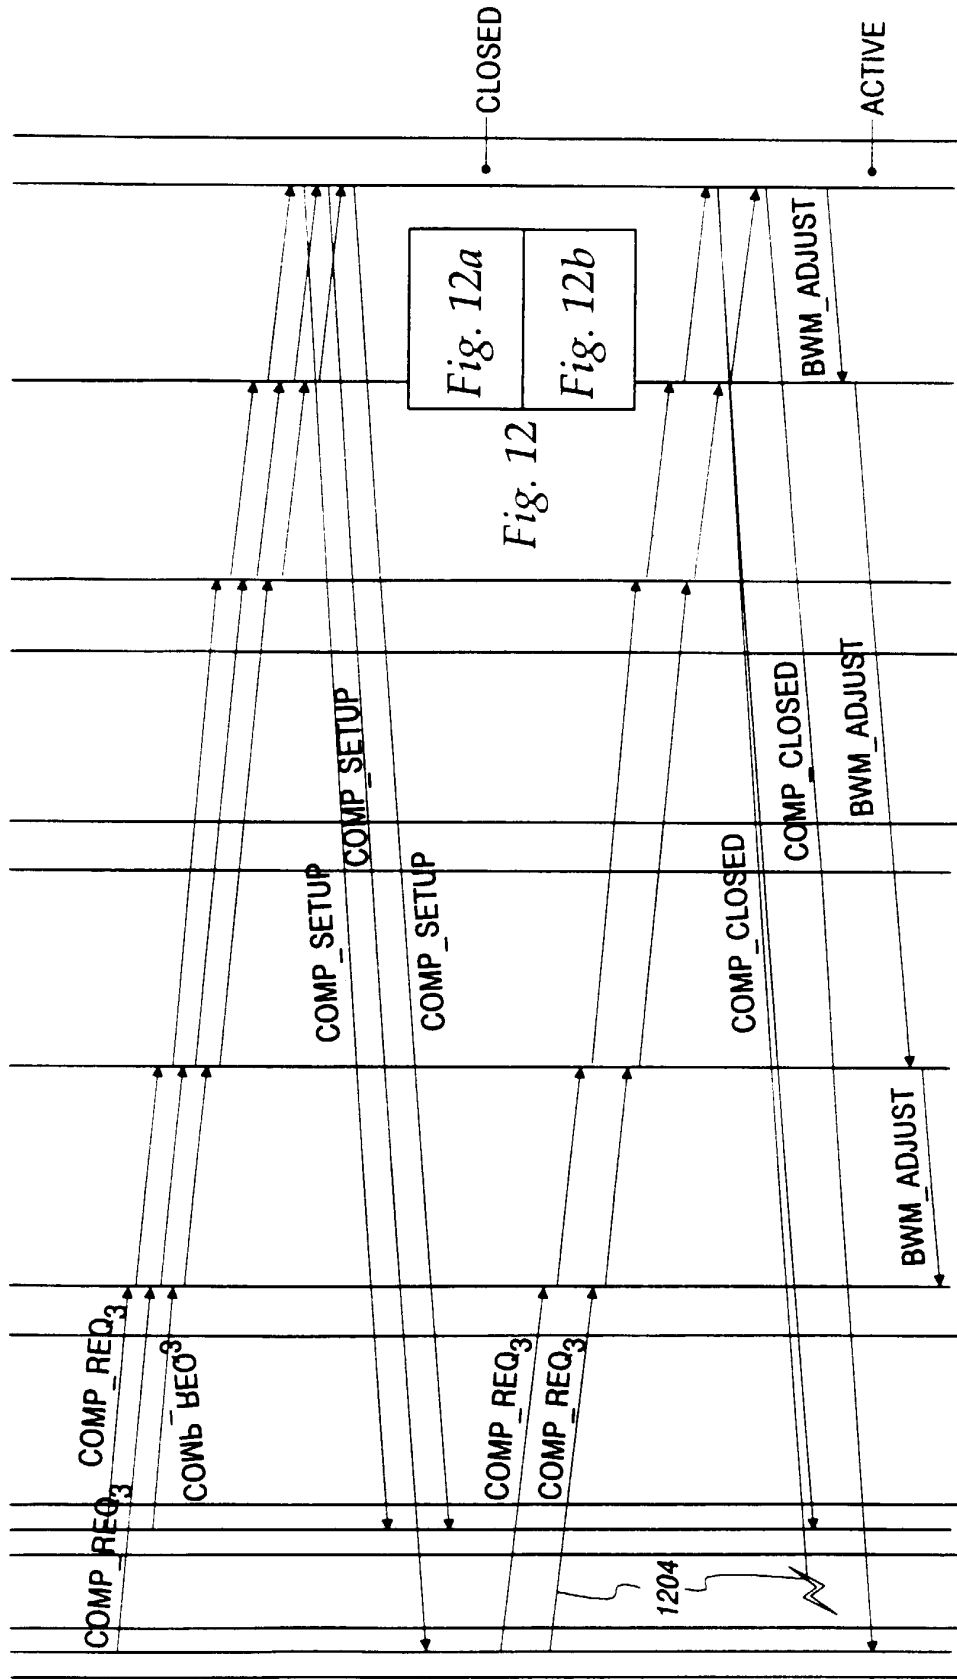 COMP_REQ3
COMP_REQ3
COMP_REQ3
COMP_SETUP
COMP_SETUP
COMP_SETUP
CLOSED
Fig. 12a
Fig. 12b
Fig. 12
COMP_REQ3
COMP_REQ3
1204
COMP_CLOSED
COMP_CLOSED
BWM_ADJUST
BWM_ADJUST
BWM_ADJUST
ACTIVE